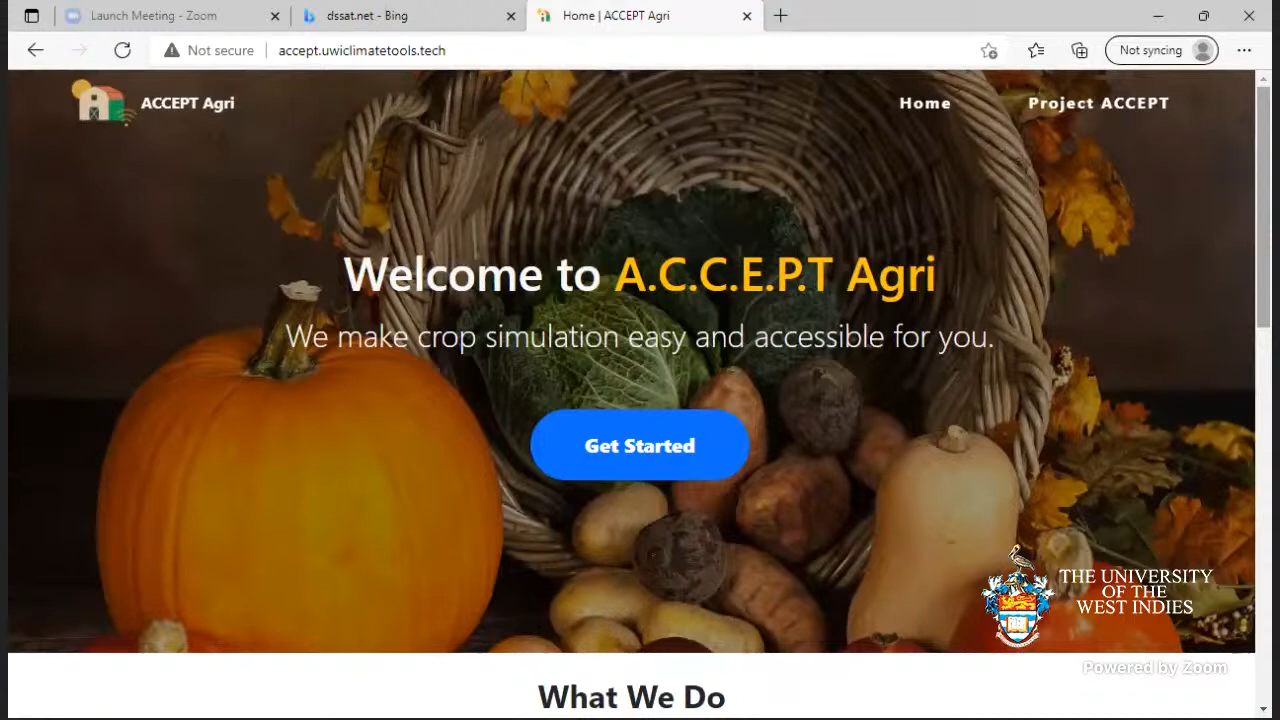 Launch Meeting - Zoom
dssat.net - Bing
Home | ACCEPT Agri
Not secure
accept.uwiclimatetools.tech
Not syncing
ACCEPT Agri
Home
Project ACCEPT
Welcome to A.C.C.E.P.T Agri
We make crop simulation easy and accessible for you.
Get Started
THE UNIVERSITY
OF THE
WEST INDIES
Powered by Zoom
What We Do